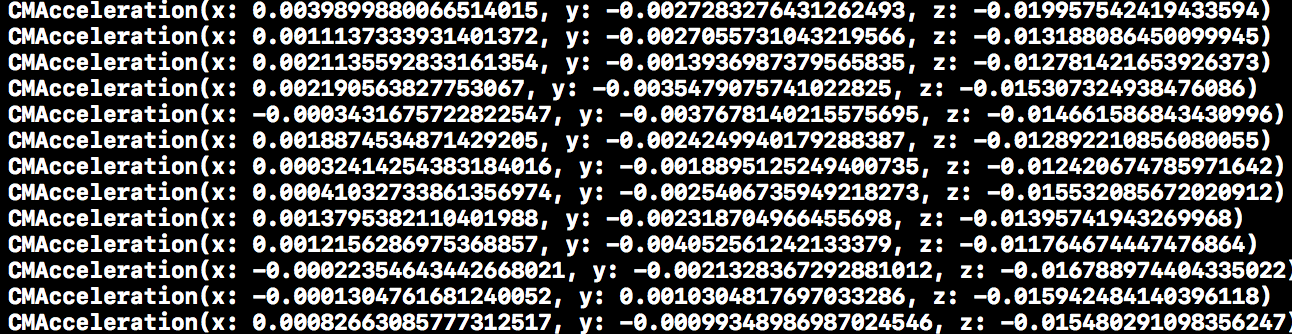 CMAcceleration(x: 0.0039899880066514015, y: -0.0027283276431262493, z: -0.019957542419433594)
CMAcceleration(x: 0.0011137333931401372, y: -0.0027055731043219566, z: -0.013188086450099945)
CMAcceleration(x: 0.0021135592833161354, y: -0.0013936987379565835, z: -0.012781421653926373)
CMAcceleration(x: 0.002190563827753067, y: -0.0035479075741022825, z: -0.015307324938476086)
CMAcceleration(x: -0.0003431675722822547, y: -0.0037678140215575695, z: -0.014661586843430996)
CMAcceleration(x: 0.0018874534871429205, y: -0.0024249940179288387, z: -0.012892210856080055)
CMAcceleration(x: 0.00032414254383184016, y: -0.0018895125249400735, z: -0.012420674785971642)
CMAcceleration(x: 0.00041032733861356974, y: -0.0025406735949218273, z: -0.015532085672020912)
CMAcceleration(x: 0.0013795382110401988, y: -0.002318704966455698, z: -0.01395741943269968)
CMAcceleration(x: 0.0012156286975368857, y: -0.004052561242133379, z: -0.011764674447476864)
CMAcceleration(x: -0.000223546434426680​21, y: -0.0021328367292881012, z: -0.016788974404335022)
CMAcceleration(x: -0.0001304761681240052, y: 0.0010304817697033286, z: -0.015942484140396118)
CMAcceleration(x: 0.00082663085777312517, y: -0.00099348986987024546, z: -0.015480291098356247)